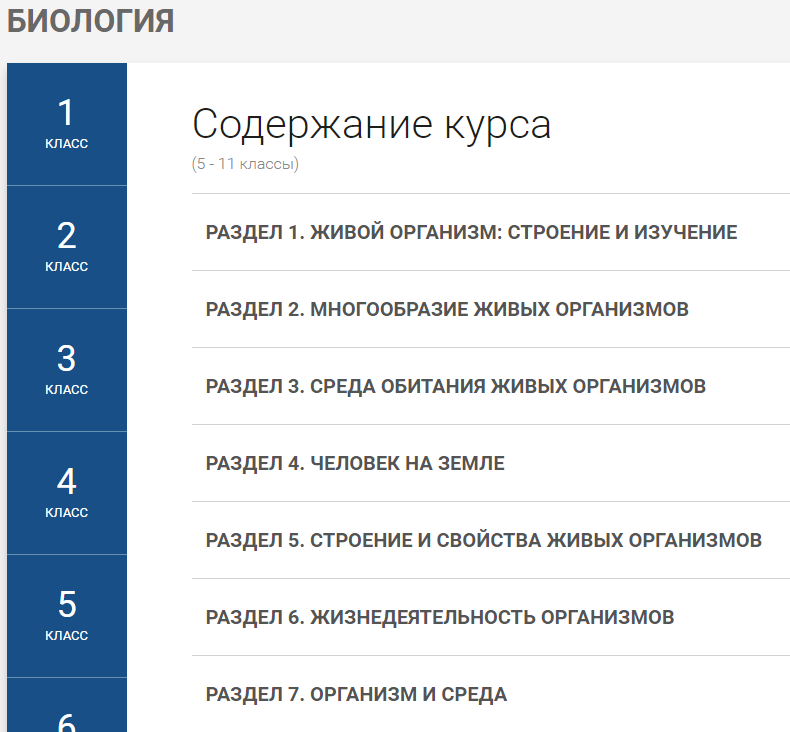 БИОЛОГИЯ
1
КЛАСС
2
КЛАСС
3
КЛАСС
4
КЛАСС
5
КЛАСС
6
Содержание курса
(5 - 11 классы)
РАЗДЕЛ 1. ЖИВОЙ ОРГАНИЗМ: СТРОЕНИЕ И ИЗУЧЕНИЕ
РАЗДЕЛ 2. МНОГООБРАЗИЕ ЖИВЫХ ОРГАНИЗМОВ
РАЗДЕЛ 3. СРЕДА ОБИТАНИЯ ЖИВЫХ ОРГАНИЗМОВ
РАЗДЕЛ 4. ЧЕЛОВЕК НА ЗЕМЛЕ
РАЗДЕЛ 5. СТРОЕНИЕ И СВОЙСТВА ЖИВЫХ ОРГАНИЗМОВ
РАЗДЕЛ 6. ЖИЗНЕДЕЯТЕЛЬНОСТЬ ОРГАНИЗМОВ
РАЗДЕЛ 7. ОРГАНИЗМ И СРЕДА